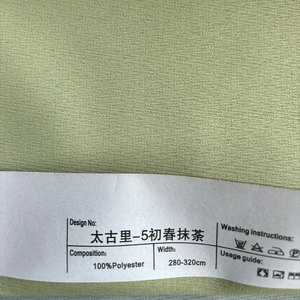 Design No:
太古里-5初春抹茶
Composition:
100%Polyester
Width:
280-320cm
Washing instructions:
Usage guide: